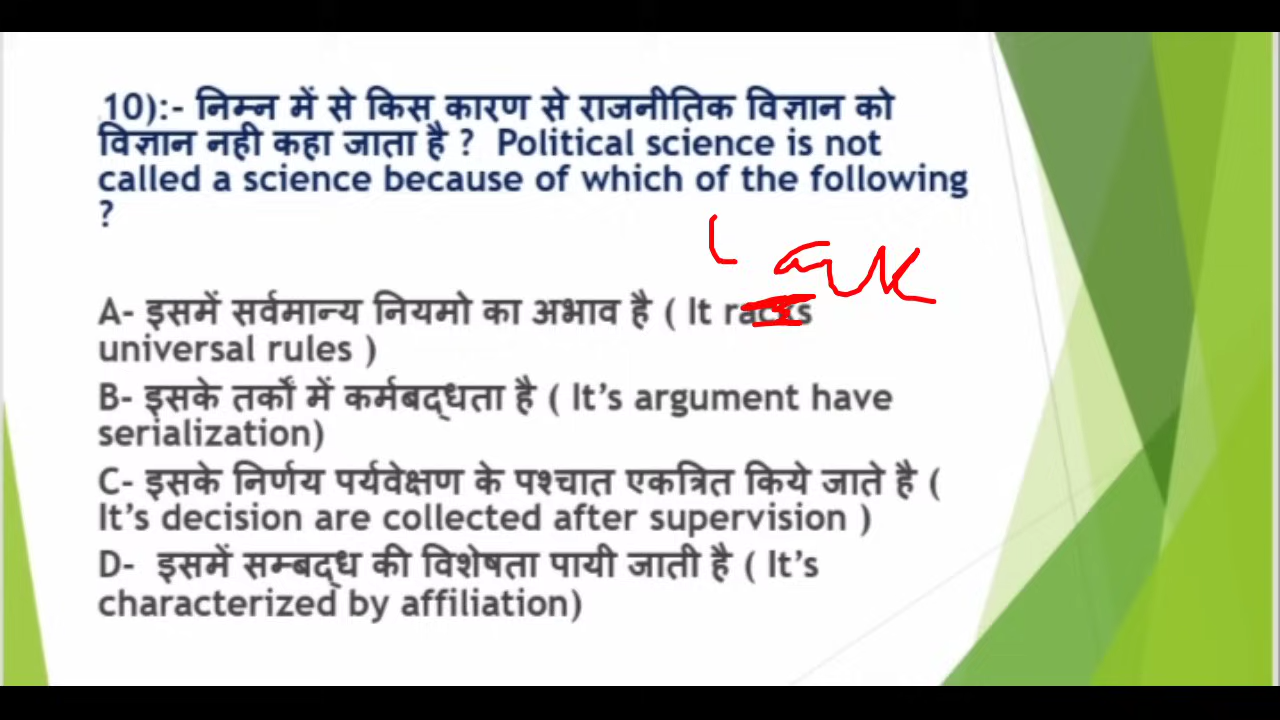 10):- निम्न में से किस कारण से राजनीतिक विज्ञान को
विज्ञान नही कहा जाता है ? Political science is not
called a science because of which of the following
?
Lack
A- इसमें सर्वमान्य नियमो का अभाव है ( It racks
universal rules )
B- इसके तर्कों में कर्मबद्धता है ( It’s argument have
serialization)
C- इसके निर्णय पर्यवेक्षण के पश्चात एकत्रित किये जाते है (
It’s decision are collected after supervision )
D- इसमें सम्बद्ध की विशेषता पायी जाती है ( It’s
characterized by affiliation)